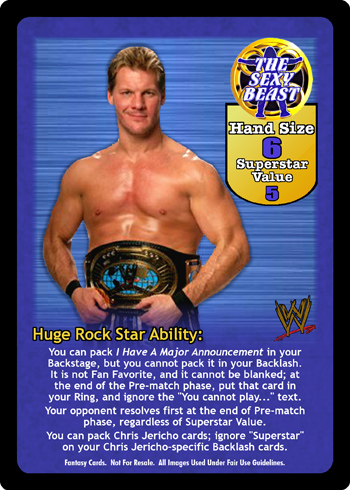 THE
SEXY
BEAST
Hand Size
6
Superstar
Value
5
Huge Rock Star Ability:
You can pack I Have A Major Announcement in your
Backstage, but you cannot pack it in your Backlash.
It is not Fan Favorite, and it cannot be blanked; at
the end of the Pre-match phase, put that card in
your Ring, and ignore the "You cannot play..." text.
Your opponent resolves first at the end of Pre-match
phase, regardless of Superstar Value.
You can pack Chris Jericho cards; ignore "Superstar"
on your Chris Jericho-specific Backlash cards.
Fantasy Cards. Not For Resale. All Images Used Under Fair Use Guidelines.